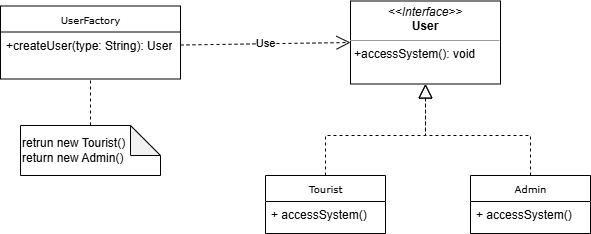 UserFactory
+createUser(type: String): User
Use
<<Interface>>
User
+accessSystem(): void
retrun new Tourist()
return new Admin()
Tourist
+ accessSystem()
Admin
+ accessSystem()